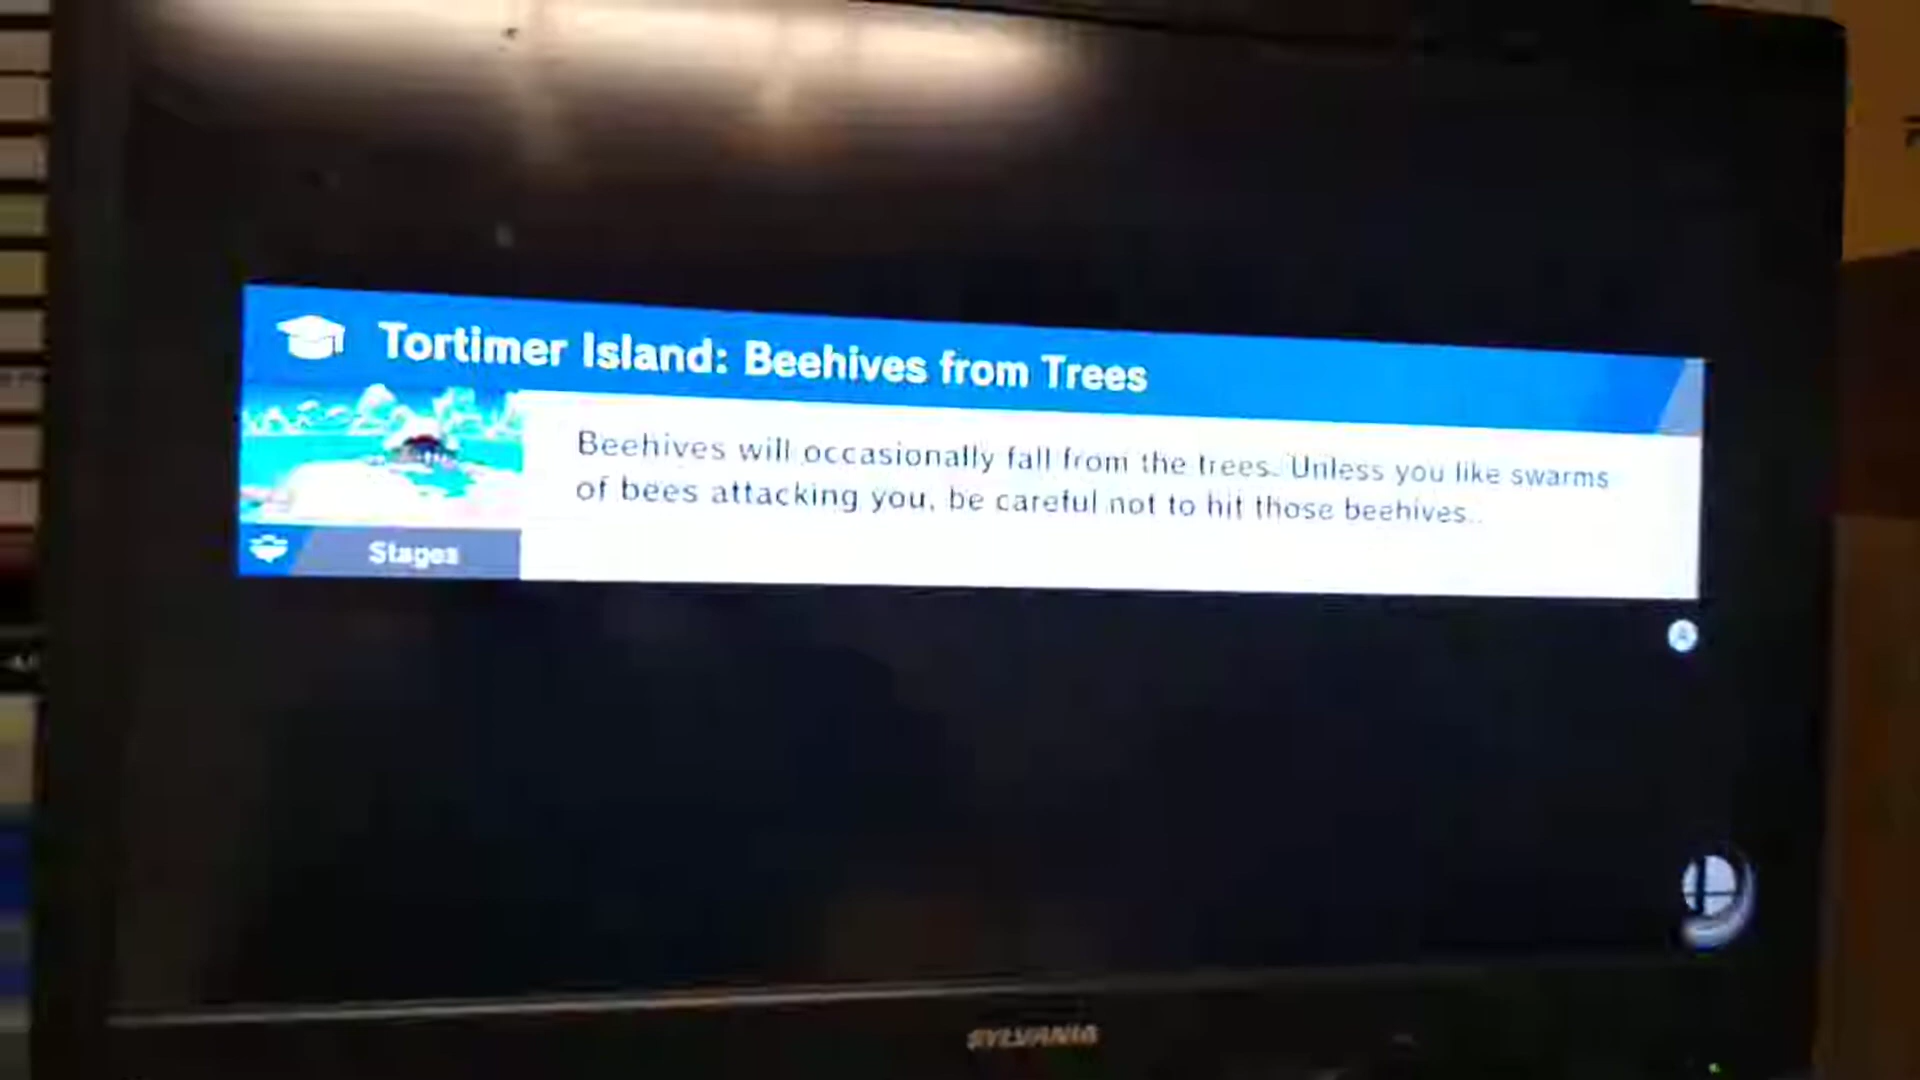 Tortimer Island: Beehives from Trees
Beehives will occasionally fall from the trees. Unless you like swarms
of bees attacking you, be careful not to hit those beehives.
Stages
A
SYLVANIA